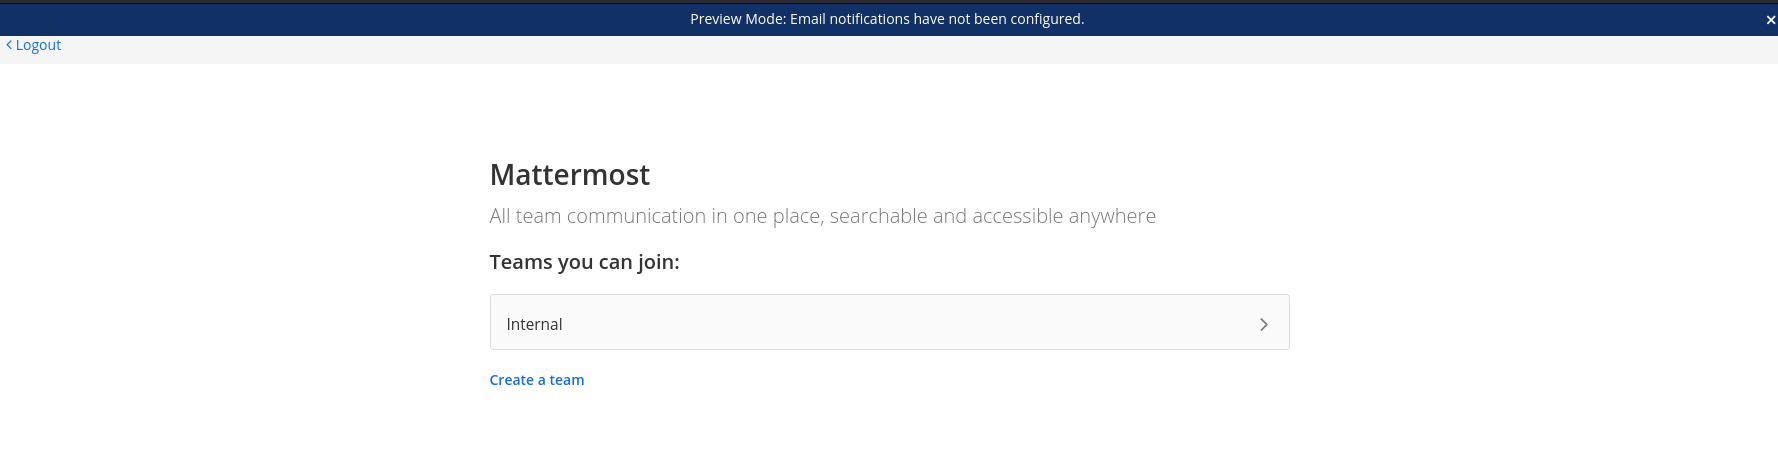 Preview Mode: Email notifications have not been configured.
Logout
Mattermost
All team communication in one place, searchable and accessible anywhere
Teams you can join:
Internal
Create a team